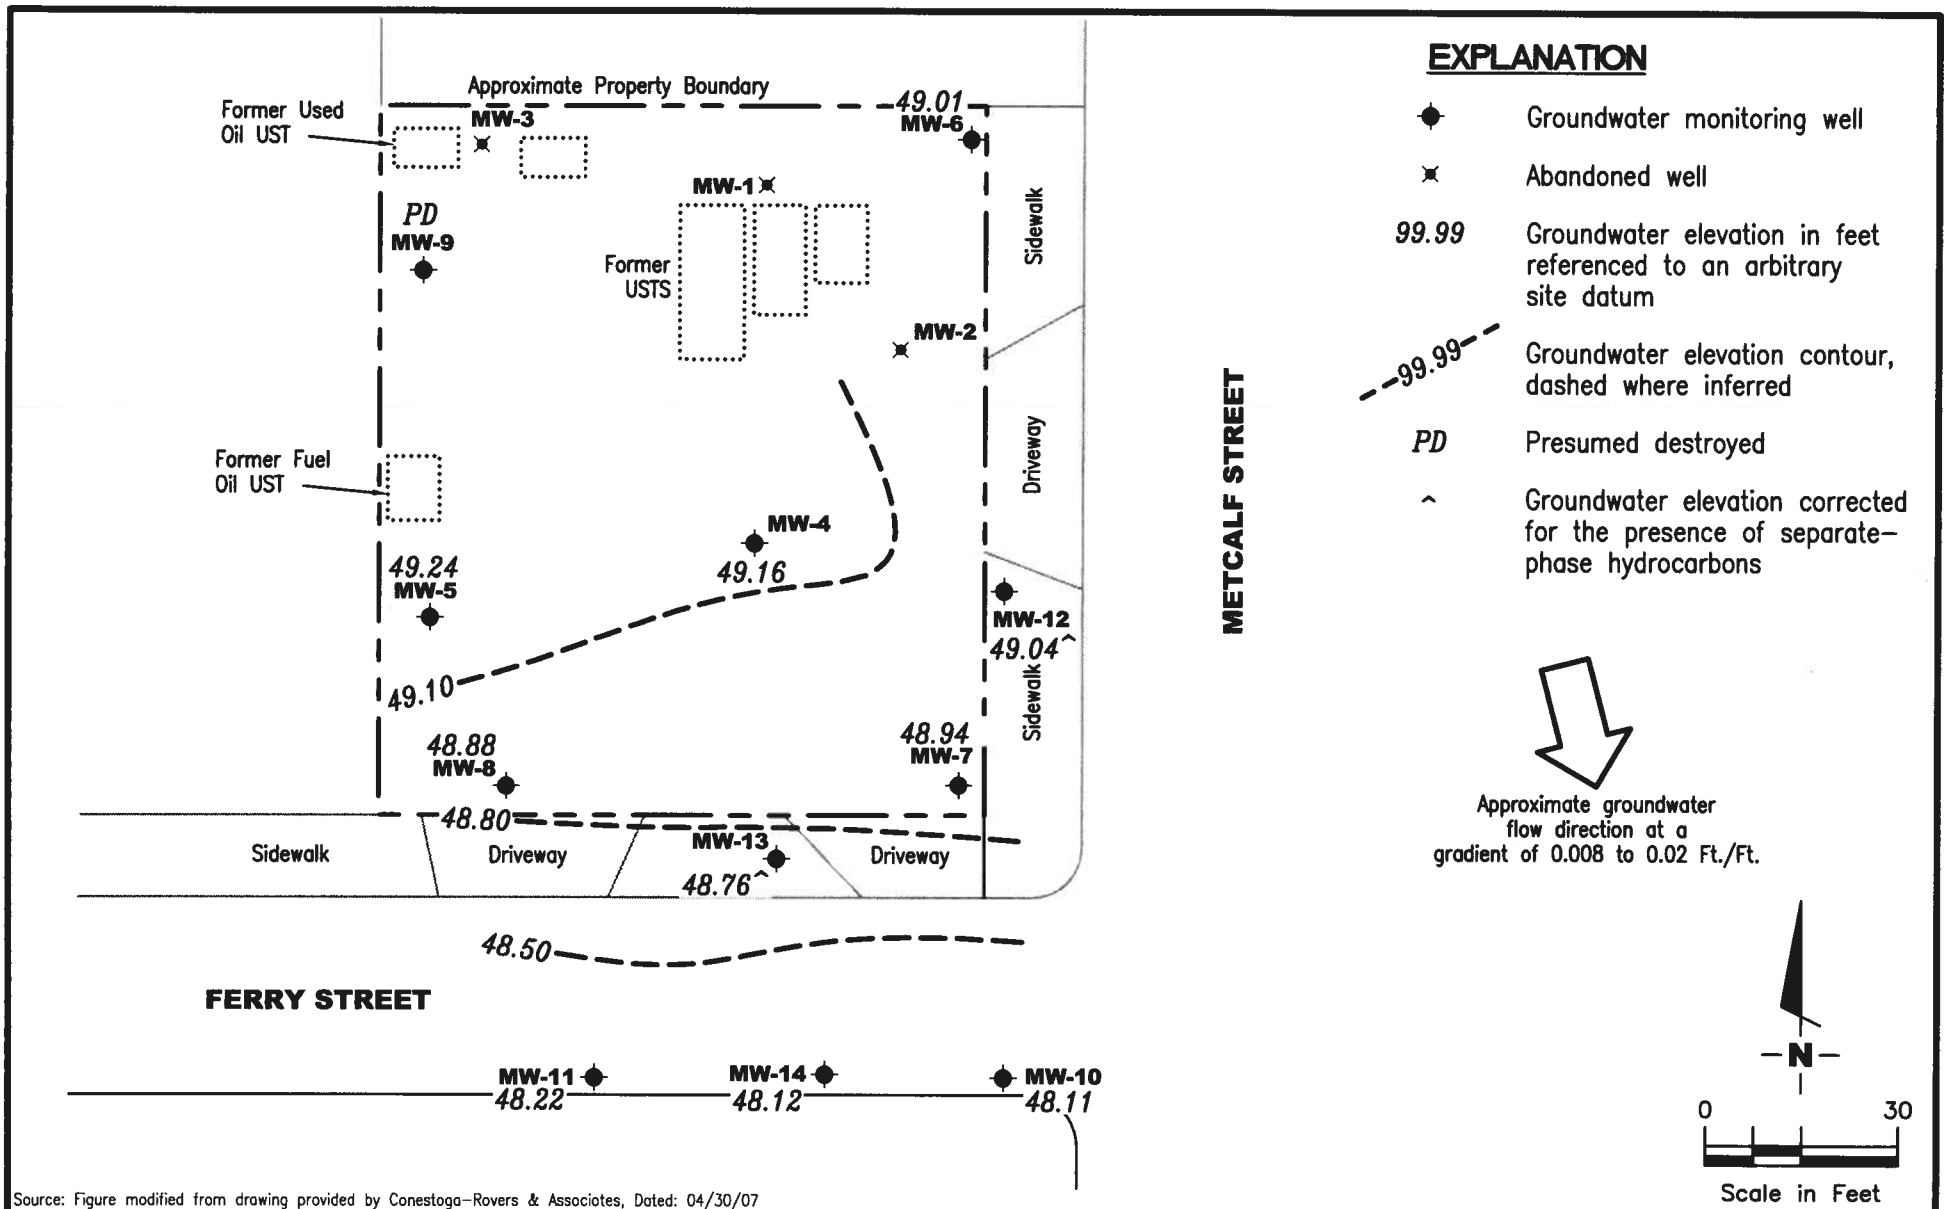 Approximate Property Boundary
Former Used
Oil UST
MW-3
49.01
MW-6
MW-1
PD
MW-9
Former
USTS
Sidewalk
MW-2
Former Fuel
Oil UST
Driveway
MW-4
49.16
49.24
MW-5
MW-12
49.04^
Sidewalk
49.10
48.88
MW-8
48.94
MW-7
48.80
MW-13
48.76^
Sidewalk
Driveway
Driveway
48.50
FERRY STREET
MW-11
48.22
MW-14
48.12
MW-10
48.11
METCALF STREET
EXPLANATION
Groundwater monitoring well
Abandoned well
99.99 Groundwater elevation in feet
referenced to an arbitrary
site datum
99.99 Groundwater elevation contour,
dashed where inferred
PD Presumed destroyed
^ Groundwater elevation corrected
for the presence of separate-
phase hydrocarbons
Approximate groundwater
flow direction at a
gradient of 0.008 to 0.02 Ft./Ft.
N
0 30
Scale in Feet
Source: Figure modified from drawing provided by Conestoga-Rovers & Associates, Dated: 04/30/07